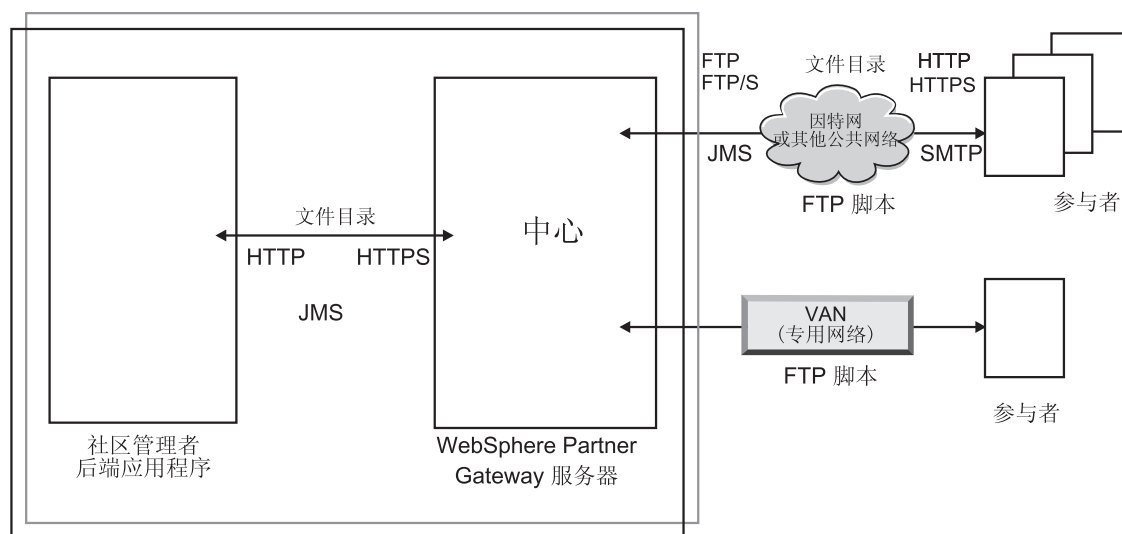 FTP
FTP/S
文件目录
HTTP
HTTPS
因特网
或其他公共网络
JMS
SMTP
FTP 脚本
参与者
文件目录
HTTP
HTTPS
JMS
中心
VAN
(专用网络)
FTP 脚本
参与者
社区管理者
后端应用程序
WebSphere Partner
Gateway 服务器